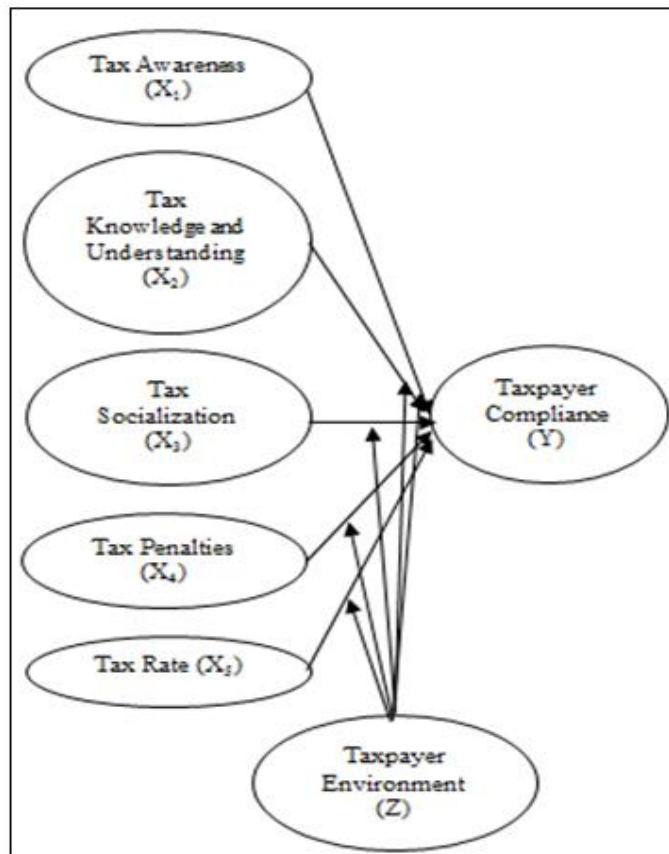 Tax Awareness
(X₁)
Tax
Knowledge and
Understanding
(X₂)
Tax
Socialization
(X₃)
Tax Penalties
(X₄)
Tax Rate (X₅)
Taxpayer
Compliance
(Y)
Taxpayer
Environment
(Z)